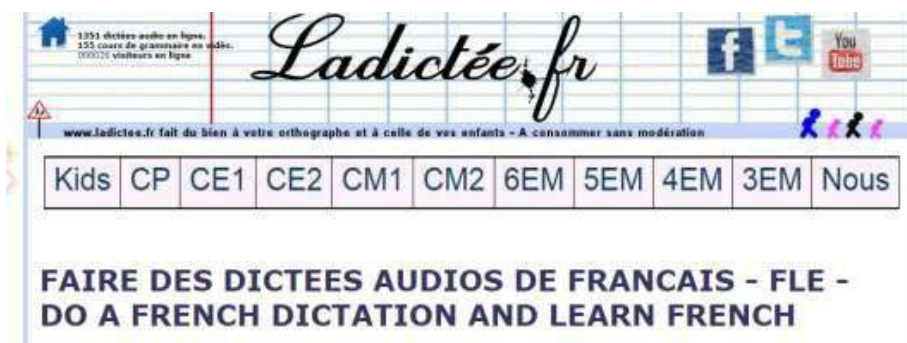 1351 dictées audio en ligne.
155 cours de grammaire en vidéo.
000026 visiteurs en ligne
Ladictée.fr
f
t
You
Tube
www.ladictee.fr fait du bien à votre orthographe et à celle de vos enfants - A consommer sans modération
Kids CP CE1 CE2 CM1 CM2 6EM 5EM 4EM 3EM Nous
FAIRE DES DICTEES AUDIOS DE FRANCAIS - FLE -
DO A FRENCH DICTATION AND LEARN FRENCH